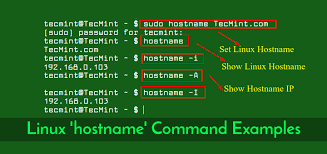 tecmint@TecMint ~ $ sudo hostname TecMint.com
[sudo] password for tecmint:
tecmint@TecMint ~ $ hostname
TecMint.com
Set Linux Hostname
tecmint@TecMint ~ $ hostname -i
192.168.0.103
Show Linux Hostname
tecmint@TecMint ~ $ hostname -A
Show Hostname IP
tecmint@TecMint ~ $ hostname -I
192.168.0.103
tecmint@TecMint ~ $
Linux 'hostname' Command Examples